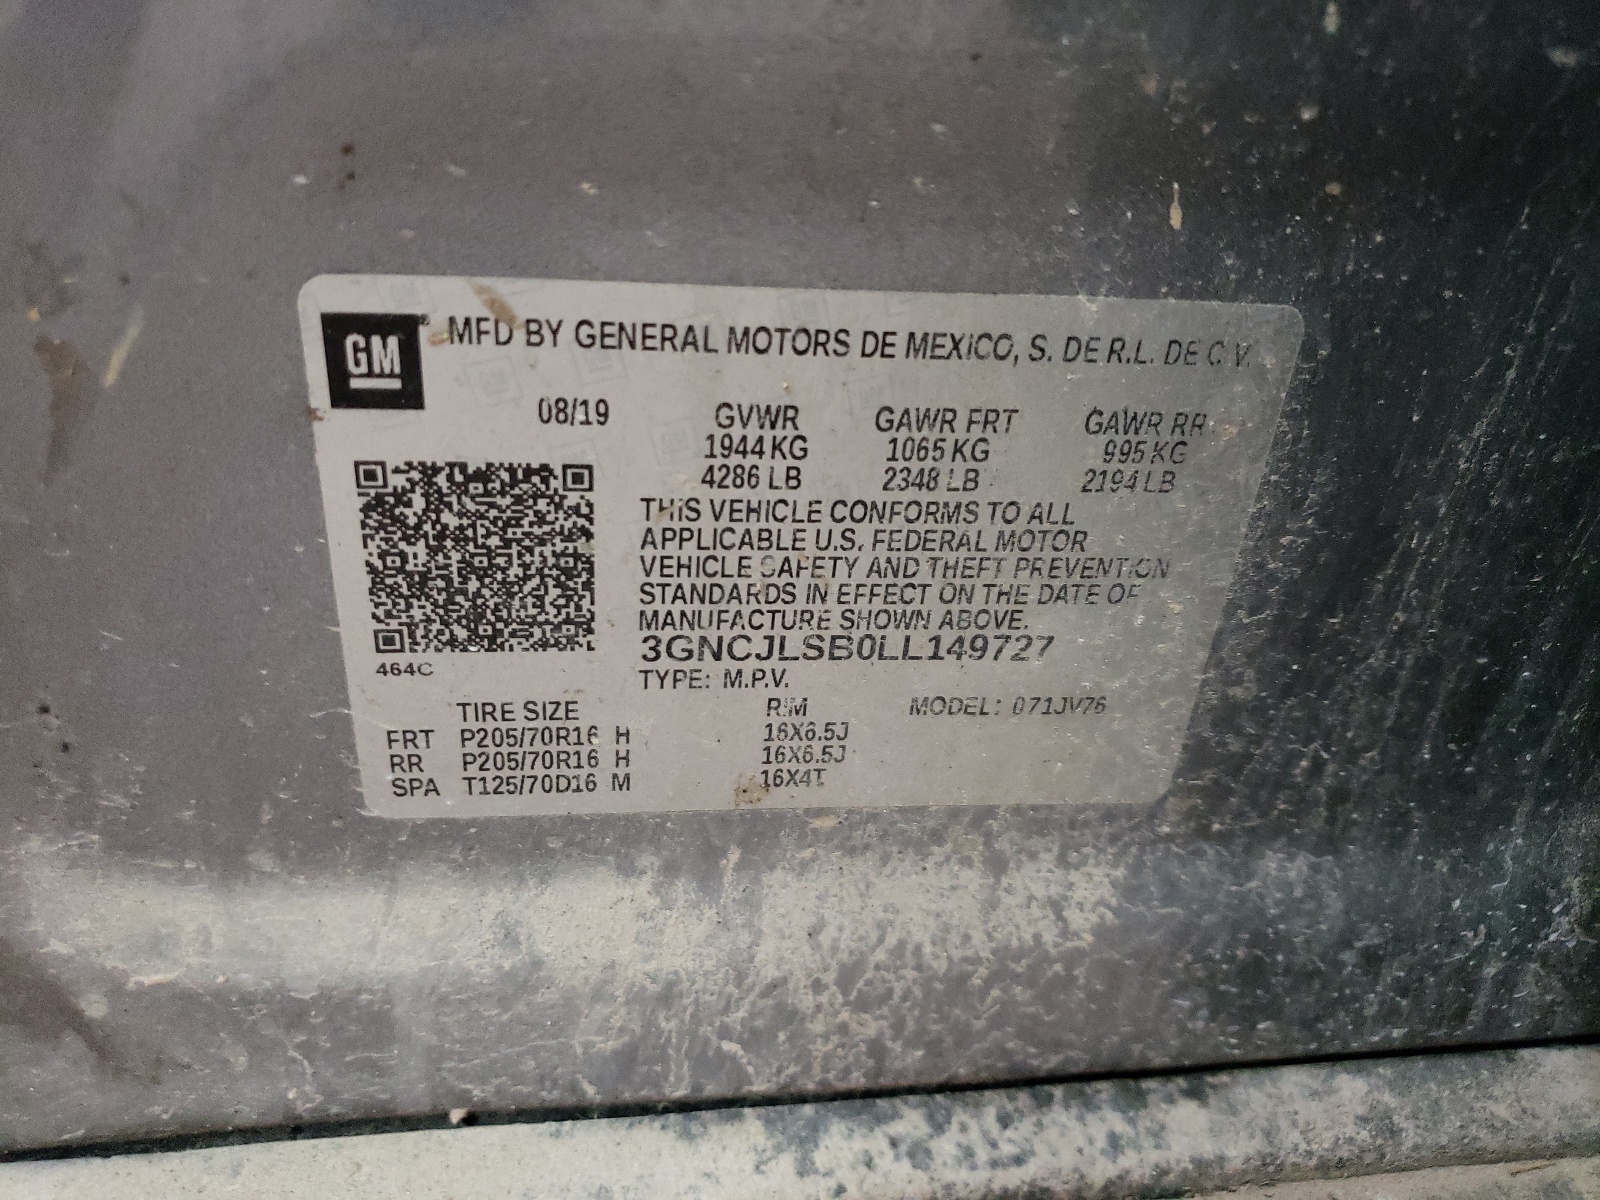 GM® MFD BY GENERAL MOTORS DE MEXICO, S. DE R.L. DE C.V.
08/19 GVWR GAWR FRT GAWR RR
1944 KG 1065 KG 995 KG
4286 LB 2348 LB 2194 LB
THIS VEHICLE CONFORMS TO ALL
APPLICABLE U.S. FEDERAL MOTOR
VEHICLE SAFETY AND THEFT PREVENTION
STANDARDS IN EFFECT ON THE DATE OF
MANUFACTURE SHOWN ABOVE.
3GNCJLSB0LL149727
464C
TYPE: M.P.V.
TIRE SIZE RIM MODEL: 071JV76
FRT P205/70R16 H 16X6.5J
RR P205/70R16 H 16X6.5J
SPA T125/70D16 M 16X4T